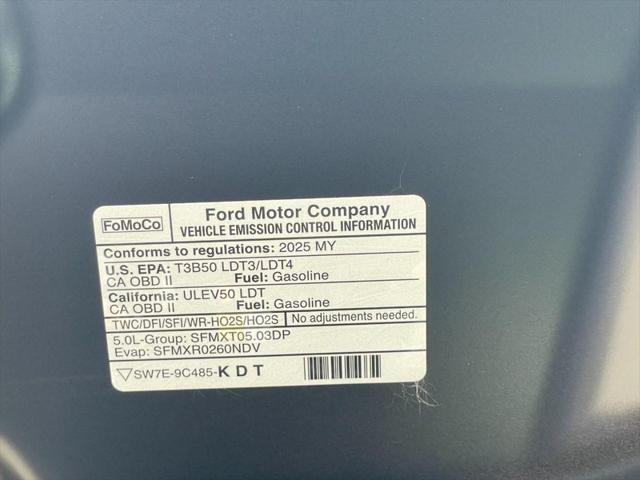 FoMoCo
Ford Motor Company
VEHICLE EMISSION CONTROL INFORMATION
Conforms to regulations: 2025 MY
U.S. EPA: T3B50 LDT3/LDT4
CA OBD II Fuel: Gasoline
California: ULEV50 LDT
CA OBD II Fuel: Gasoline
TWC/DFI/SFI/WR-HO2S/HO2S No adjustments needed.
5.0L-Group: SFMXT05.03DP
Evap: SFMXR0260NDV
SW7E-9C485-KDT